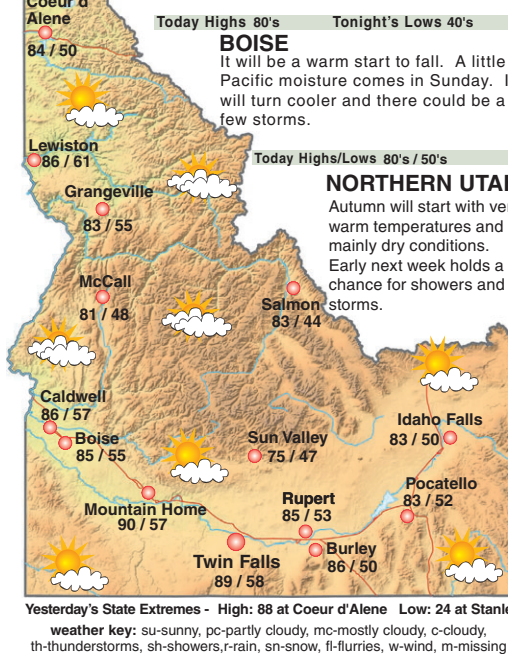 Coeur d'
Alene
84 / 50
Today Highs 80's Tonight's Lows 40's
BOISE
It will be a warm start to fall. A little
Pacific moisture comes in Sunday.
will turn cooler and there could be a
few storms.
Lewiston
86 / 61
Today Highs/Lows 80's / 50's
Grangeville
83 / 55
NORTHERN UTAH
Autumn will start with
warm temperatures and
mainly dry conditions.
Early next week holds a
chance for showers and
storms.
McCall
81 / 48
Salmon
83 / 44
Caldwell
86 / 57
Boise
85 / 55
Sun Valley
75 / 47
Idaho Falls
83 / 50
Mountain Home
90 / 57
Rupert
85 / 53
Pocatello
83 / 52
Twin Falls
89 / 58
Burley
86 / 50
Yesterday's State Extremes - High: 88 at Coeur d'Alene Low: 24 at
weather key: su-sunny, pc-partly cloudy, mc-mostly cloudy, c-cloudy,
th-thunderstorms, sh-showers,r-rain, sn-snow, fl-flurries, w-wind, m-missing